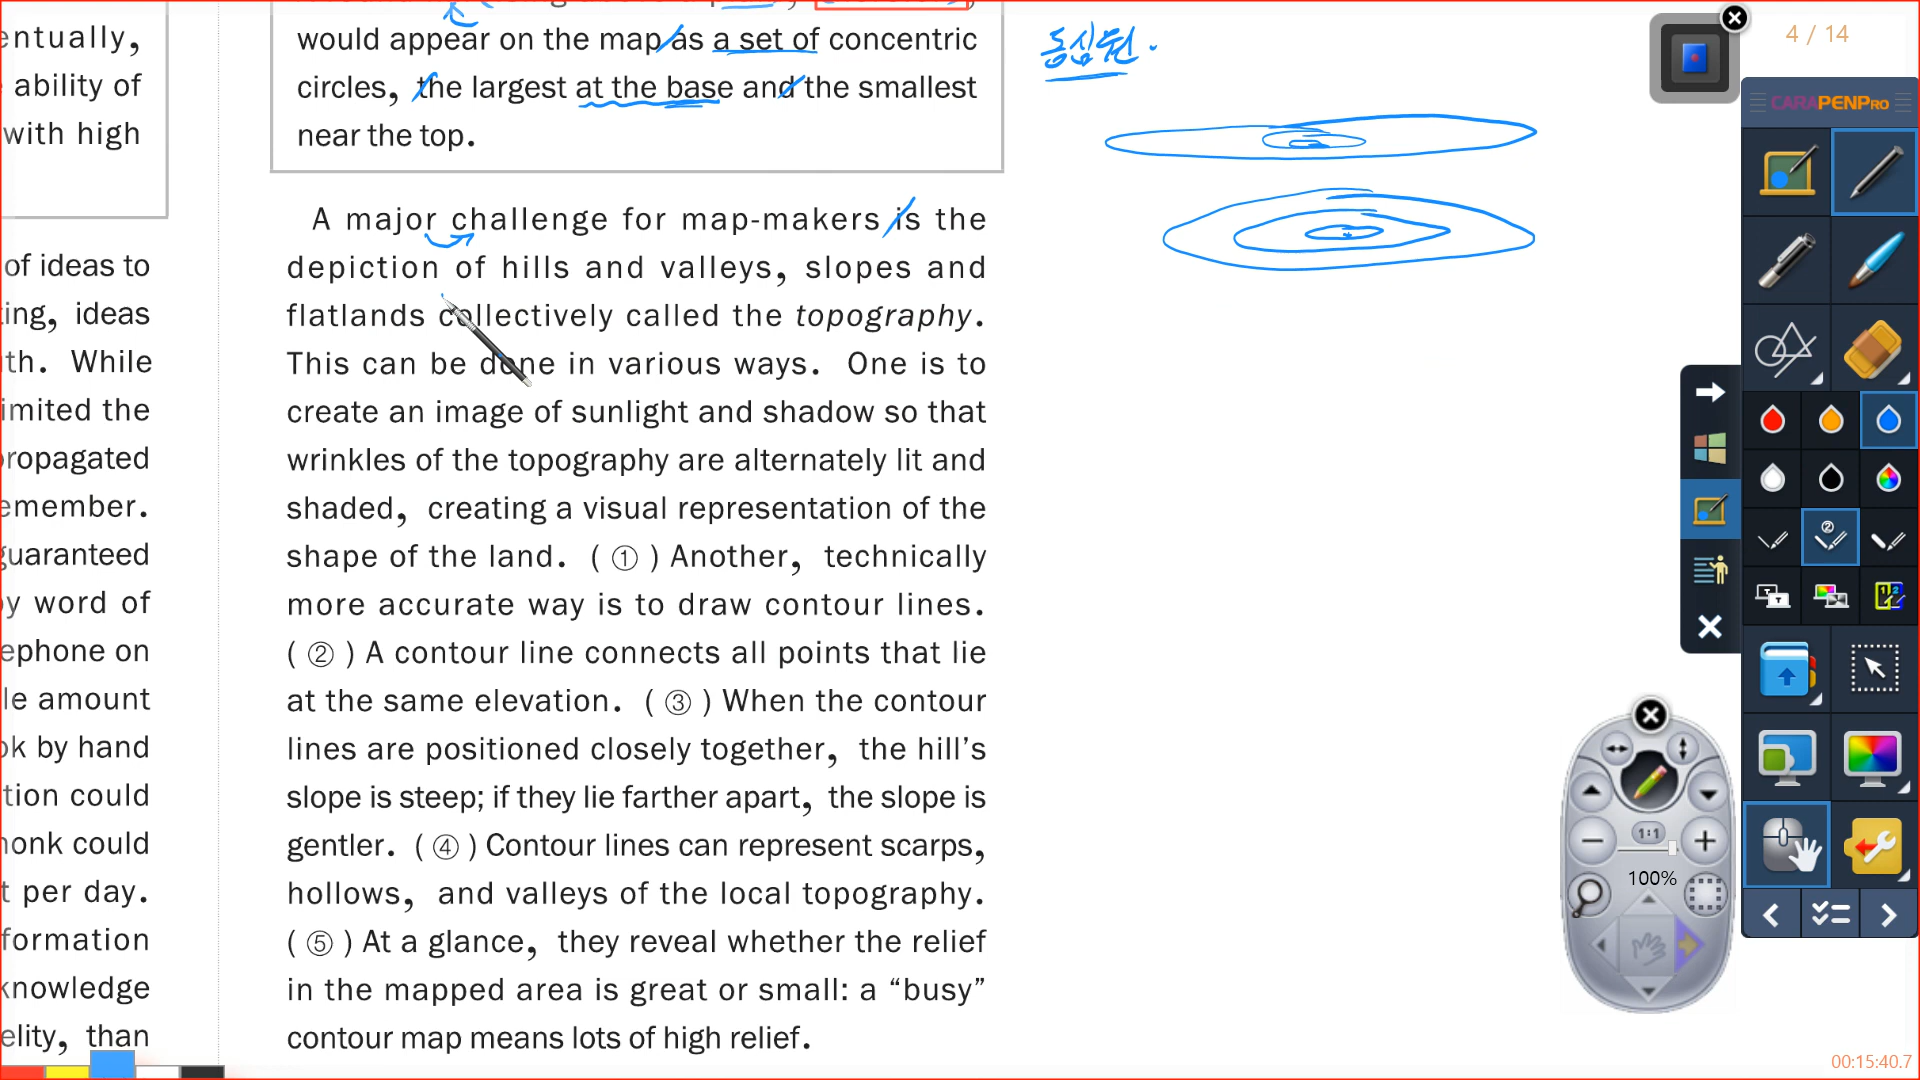 would appear on the map as a set of concentric
circles, the largest at the base and the smallest
near the top.
동심원.
4 / 14
CARAPENPRO
entually,
ability of
with high
A major challenge for map-makers is the
depiction of hills and valleys, slopes and
flatlands collectively called the topography.
This can be done in various ways. One is to
create an image of sunlight and shadow so that
wrinkles of the topography are alternately lit and
shaded, creating a visual representation of the
shape of the land. ( ① ) Another, technically
more accurate way is to draw contour lines.
( ② ) A contour line connects all points that lie
at the same elevation. ( ③ ) When the contour
lines are positioned closely together, the hill's
slope is steep; if they lie farther apart, the slope is
gentler. ( ④ ) Contour lines can represent scarps,
hollows, and valleys of the local topography.
( ⑤ ) At a glance, they reveal whether the relief
in the mapped area is great or small: a “busy”
contour map means lots of high relief.
of ideas to
ting, ideas
th. While
imited the
propagated
emember.
guaranteed
y word of
ephone on
le amount
ok by hand
tion could
nonk could
t per day.
formation
knowledge
elity, than
②
1:1
100%
00:15:40.7